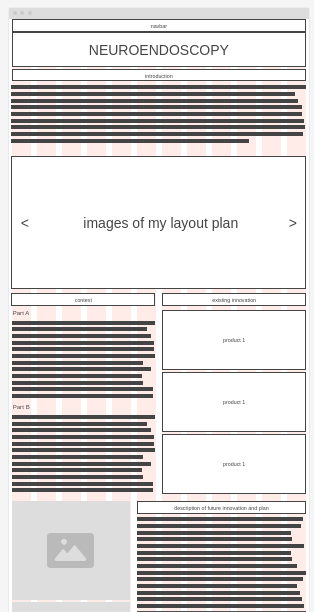 navbar
NEUROENDOSCOPY
introduction
< images of my layout plan >
context
existing innovation
Part A
product 1
product 1
Part B
product 1
description of future innovation and plan